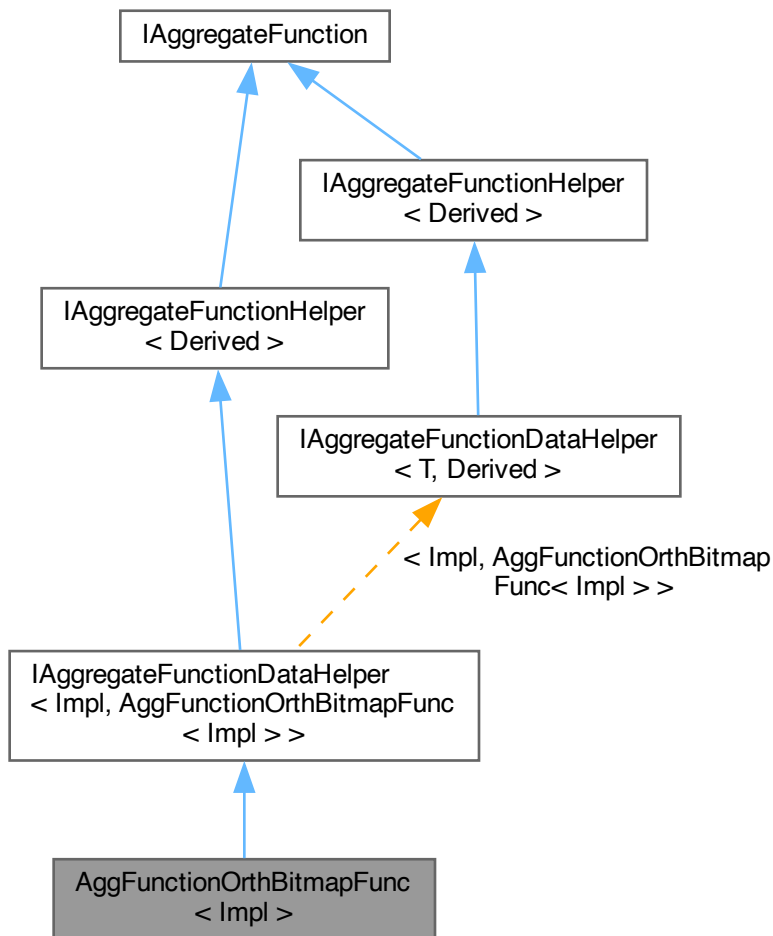 IAggregateFunction
IAggregateFunctionHelper
< Derived >
IAggregateFunctionHelper
< Derived >
IAggregateFunctionDataHelper
< T, Derived >
< Impl, AggFunctionOrthBitmap
Func< Impl > >
IAggregateFunctionDataHelper
< Impl, AggFunctionOrthBitmapFunc
< Impl > >
AggFunctionOrthBitmapFunc
< Impl >